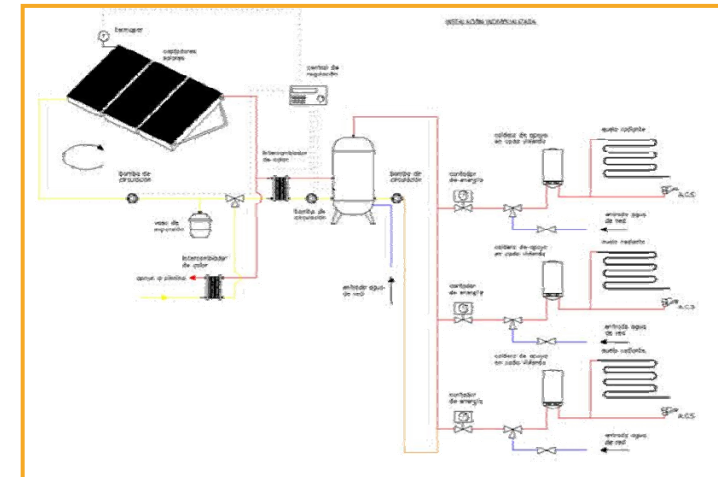 INSTALACIÓN INDIVIDUALIZADA
captadores
solares
central de
regulación
intercambiador
de calor
bomba de
circulación
vaso de
expansión
bomba de
circulación
bomba de
circulación
intercambiador
de calor
apoyo a piscina
entrada agua
de red
contador
de energía
caldera de apoyo
en cada vivienda
suelo radiante
A.C.S
entrada agua
de red
contador
de energía
caldera de apoyo
en cada vivienda
suelo radiante
A.C.S
entrada agua
de red
contador
de energía
caldera de apoyo
en cada vivienda
suelo radiante
A.C.S
entrada agua
de red